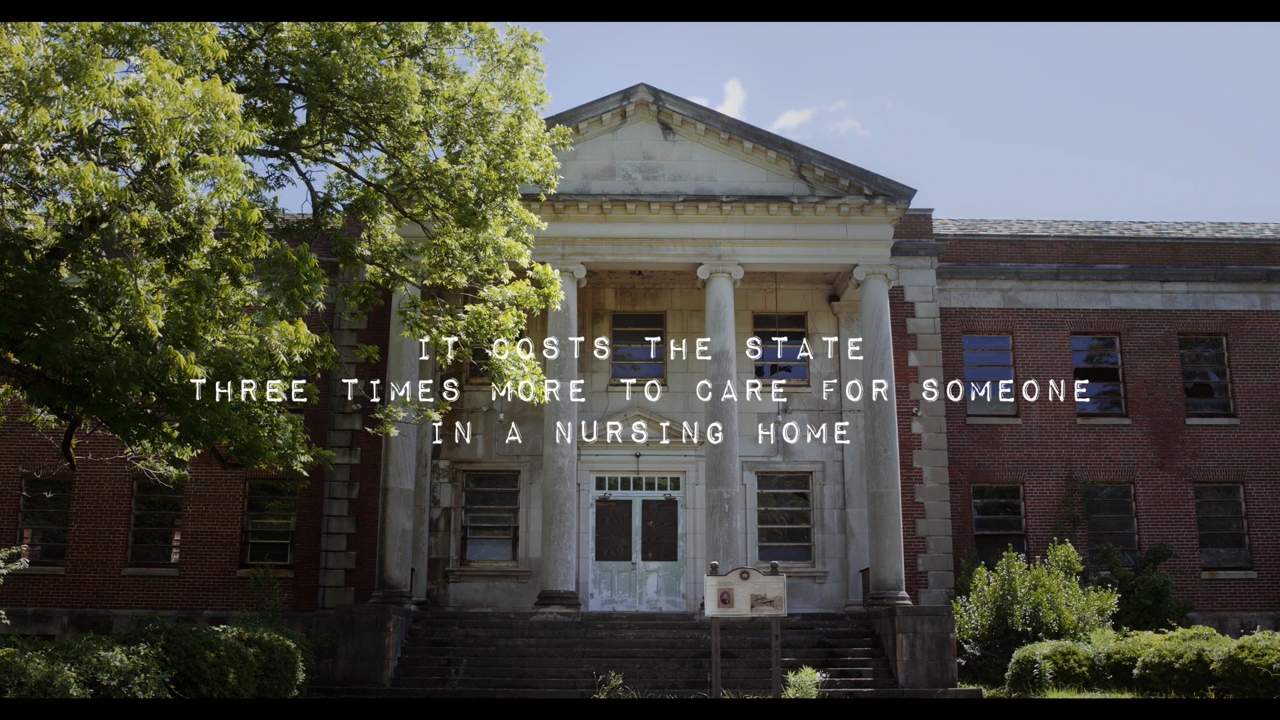 IT COSTS THE STATE
THREE TIMES MORE TO CARE FOR SOMEONE
IN A NURSING HOME